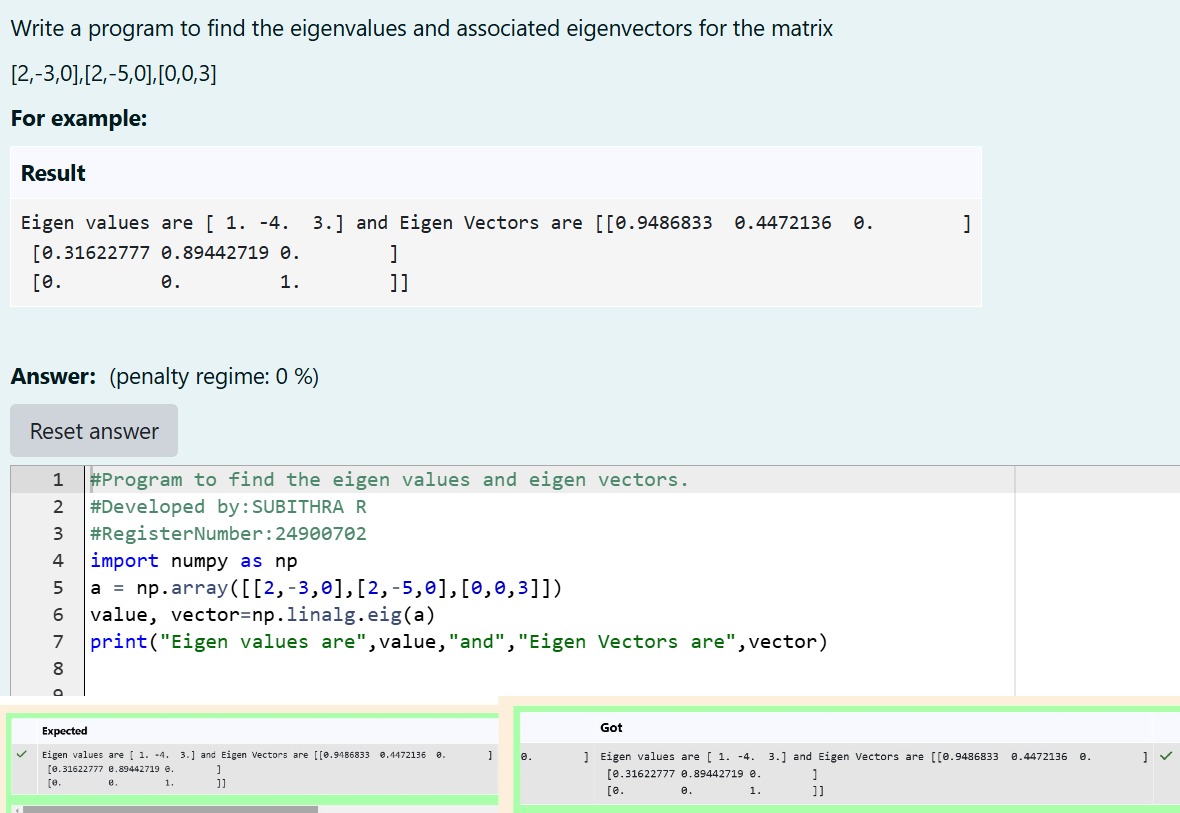 Write a program to find the eigenvalues and associated eigenvectors for the matrix
[2,-3,0],[2,-5,0],[0,0,3]
For example:
Result
Eigen values are [ 1. -4.  3.] and Eigen Vectors are [[0.9486833  0.4472136  0.        ]
 [0.31622777 0.89442719 0.        ]
 [0.         0.         1.        ]]
Answer: (penalty regime: 0 %)
Reset answer
1 #Program to find the eigen values and eigen vectors.
2 #Developed by:SUBITHRA R
3 #RegisterNumber:24900702
4 import numpy as np
5 a = np.array([[2,-3,0],[2,-5,0],[0,0,3]])
6 value, vector=np.linalg.eig(a)
7 print("Eigen values are",value,"and","Eigen Vectors are",vector)
8
9
Expected
Eigen values are [ 1. -4.  3.] and Eigen Vectors are [[0.9486833  0.4472136  0.        ]
 [0.31622777 0.89442719 0.        ]
 [0.         0.         1.        ]]
Got
0.        ] Eigen values are [ 1. -4.  3.] and Eigen Vectors are [[0.9486833  0.4472136  0.        ]
 [0.31622777 0.89442719 0.        ]
 [0.         0.         1.        ]]